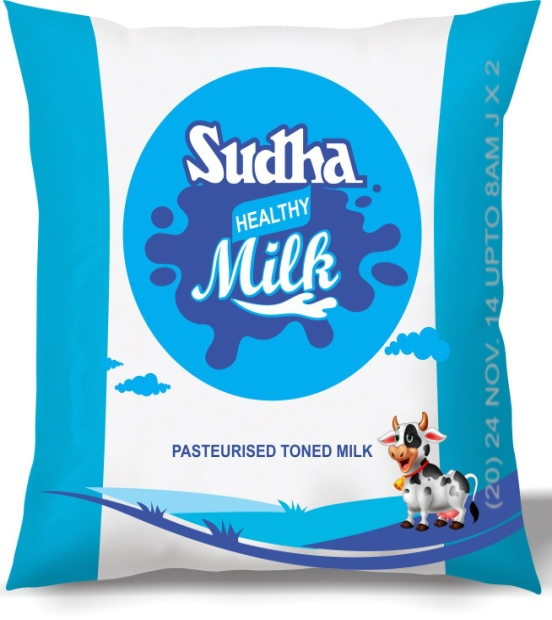 Sudha
HEALTHY
Milk
PASTEURISED TONED MILK
(20) 24 NOV. 14 UPTO 8AM J X 2